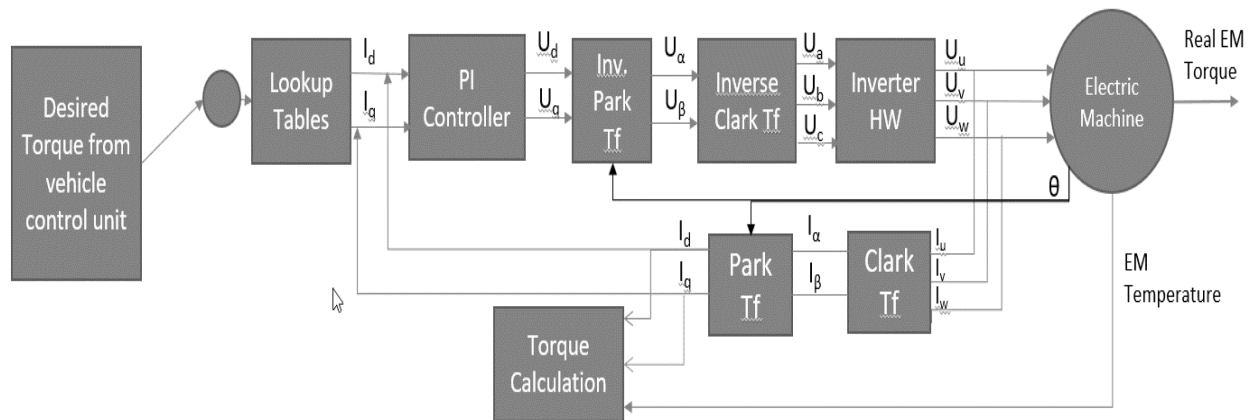 Desired
Torque from
vehicle
control unit
Lookup
Tables
I_d
I_q
PI
Controller
U_d
U_q
Inv.
Park
Tf
U_α
U_β
Inverse
Clark Tf
U_a
U_b
U_c
Inverter
HW
U_u
U_v
U_w
Electric
Machine
Real EM
Torque
θ
I_d
I_q
Park
Tf
I_α
I_β
Clark
Tf
I_u
I_v
I_w
EM
Temperature
Torque
Calculation